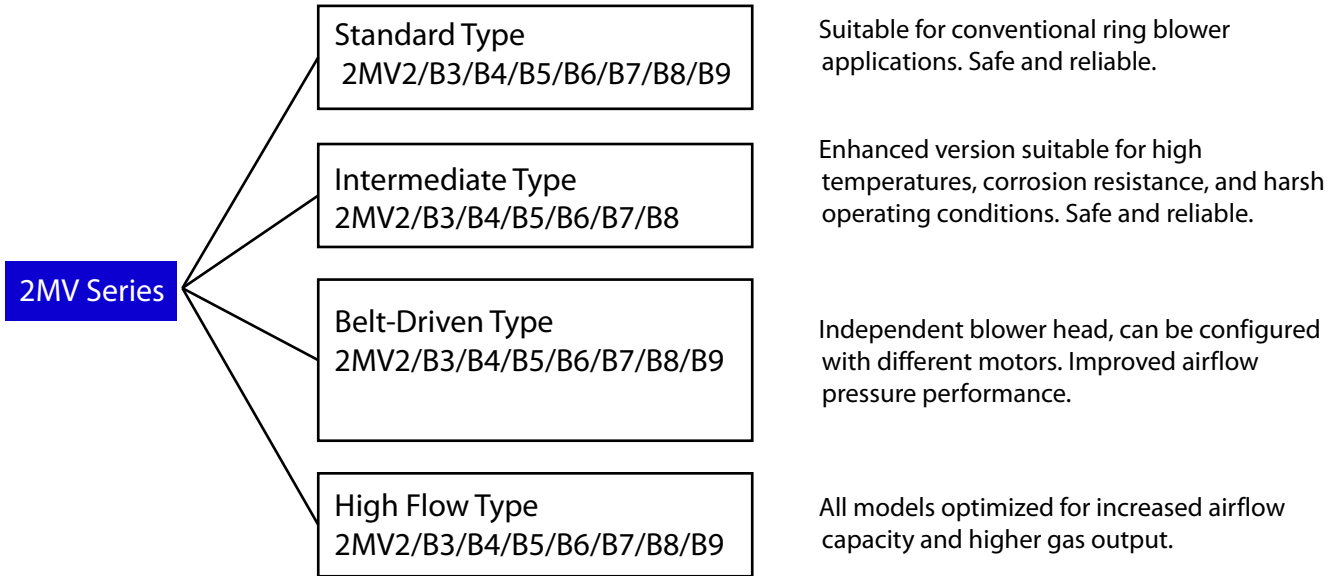 Standard Type
2MV2/B3/B4/B5/B6/B7/B8/B9
Suitable for conventional ring blower
applications. Safe and reliable.
Intermediate Type
2MV2/B3/B4/B5/B6/B7/B8
Enhanced version suitable for high
temperatures, corrosion resistance, and harsh
operating conditions. Safe and reliable.
2MV Series
Belt-Driven Type
2MV2/B3/B4/B5/B6/B7/B8/B9
Independent blower head, can be configured
with different motors. Improved airflow
pressure performance.
High Flow Type
2MV2/B3/B4/B5/B6/B7/B8/B9
All models optimized for increased airflow
capacity and higher gas output.